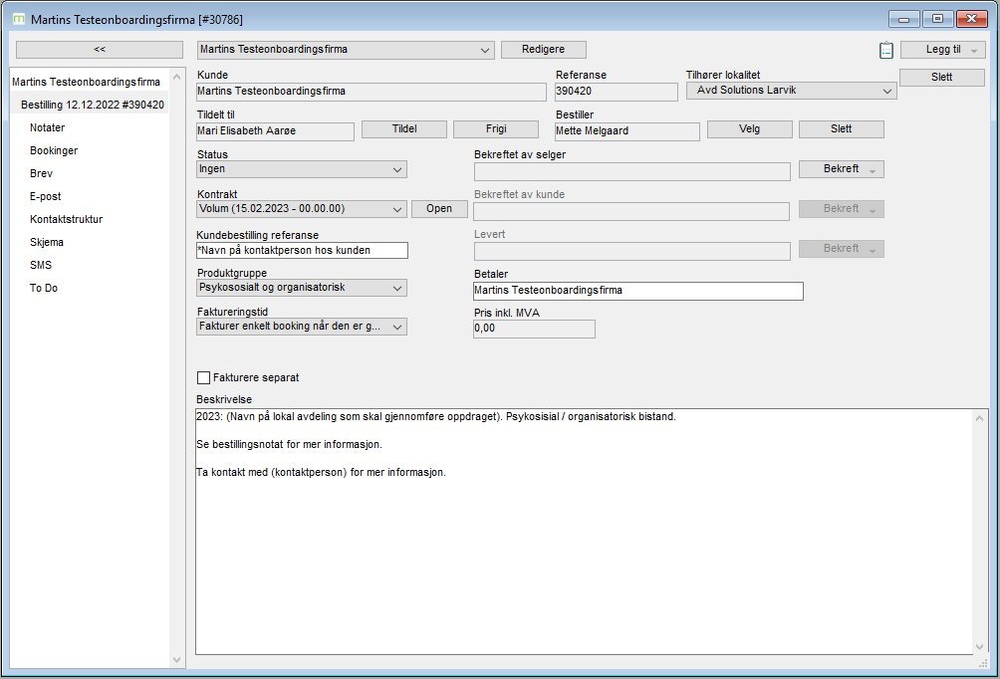 m Martins Testeonboardingsfirma [#30786]
<< Martins Testeonboardingsfirma Redigere Legg til
Martins Testeonboardingsfirma
Bestilling 12.12.2022 #390420
Notater
Bookinger
Brev
E-post
Kontaktstruktur
Skjema
SMS
To Do
Kunde Referanse Tilhører lokalitet Slett
Martins Testeonboardingsfirma 390420 Avd Solutions Larvik
Tildelt til Bestiller
Mari Elisabeth Aarøe Tildel Frigi Mette Melgaard Velg Slett
Status Bekreftet av selger
Ingen Bekreft
Kontrakt Bekreftet av kunde
Volum (15.02.2023 - 00.00.00) Open Bekreft
Kundebestilling referanse Levert
*Navn på kontaktperson hos kunden Bekreft
Produktgruppe Betaler
Psykososialt og organisatorisk Martins Testeonboardingsfirma
Faktureringstid Pris inkl. MVA
Fakturer enkelt booking når den er g... 0,00
Fakturere separat
Beskrivelse
2023: (Navn på lokal avdeling som skal gjennomføre oppdraget). Psykosisial / organisatorisk bistand.
Se bestillingsnotat for mer informasjon.
Ta kontakt med (kontaktperson) for mer informasjon.